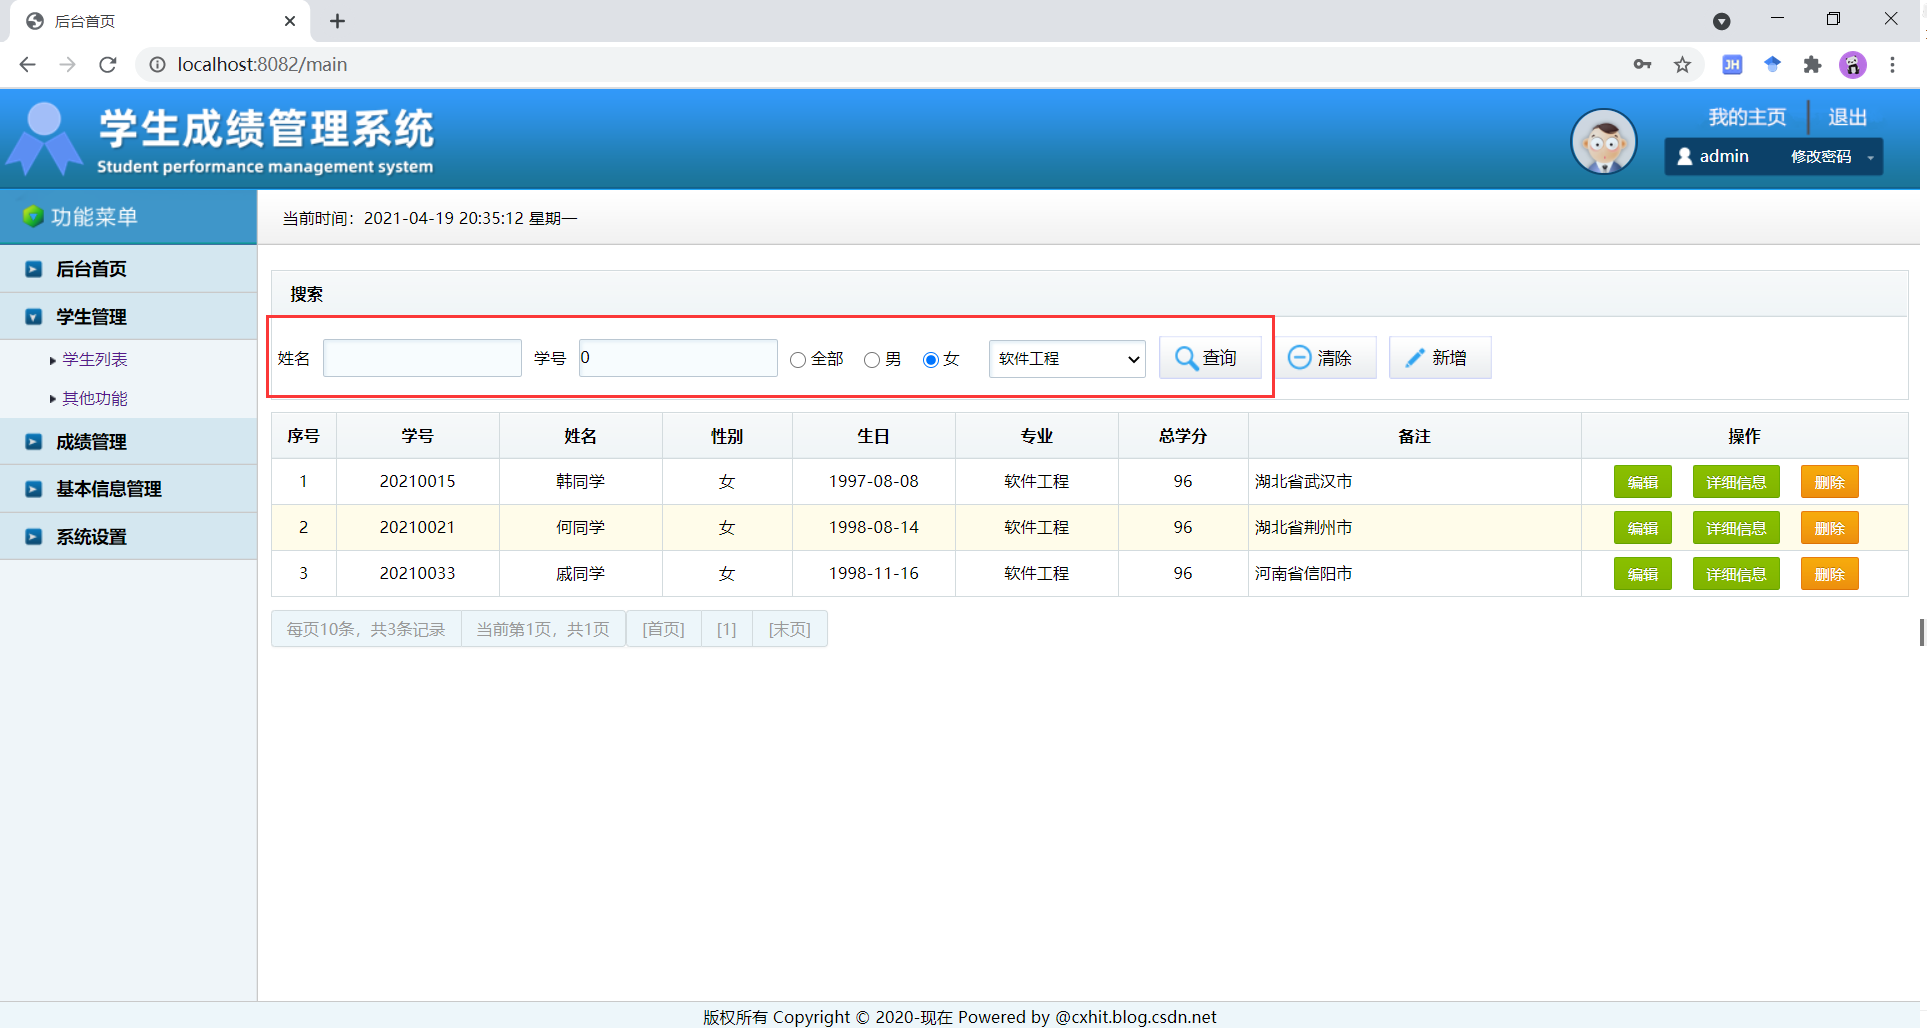 后台首页
localhost:8082/main
JH
学生成绩管理系统
Student performance management system
我的主页 退出
admin 修改密码
功能菜单
当前时间：2021-04-19 20:35:12 星期一
后台首页
学生管理
学生列表
其他功能
成绩管理
基本信息管理
系统设置
搜索
姓名 学号 0 全部 男 女 软件工程 查询 清除 新增
序号 学号 姓名 性别 生日 专业 总学分 备注 操作
1 20210015 韩同学 女 1997-08-08 软件工程 96 湖北省武汉市 编辑 详细信息 删除
2 20210021 何同学 女 1998-08-14 软件工程 96 湖北省荆州市 编辑 详细信息 删除
3 20210033 戚同学 女 1998-11-16 软件工程 96 河南省信阳市 编辑 详细信息 删除
每页10条，共3条记录 当前第1页，共1页 [首页] [1] [末页]
版权所有 Copyright © 2020-现在 Powered by @cxhit.blog.csdn.net